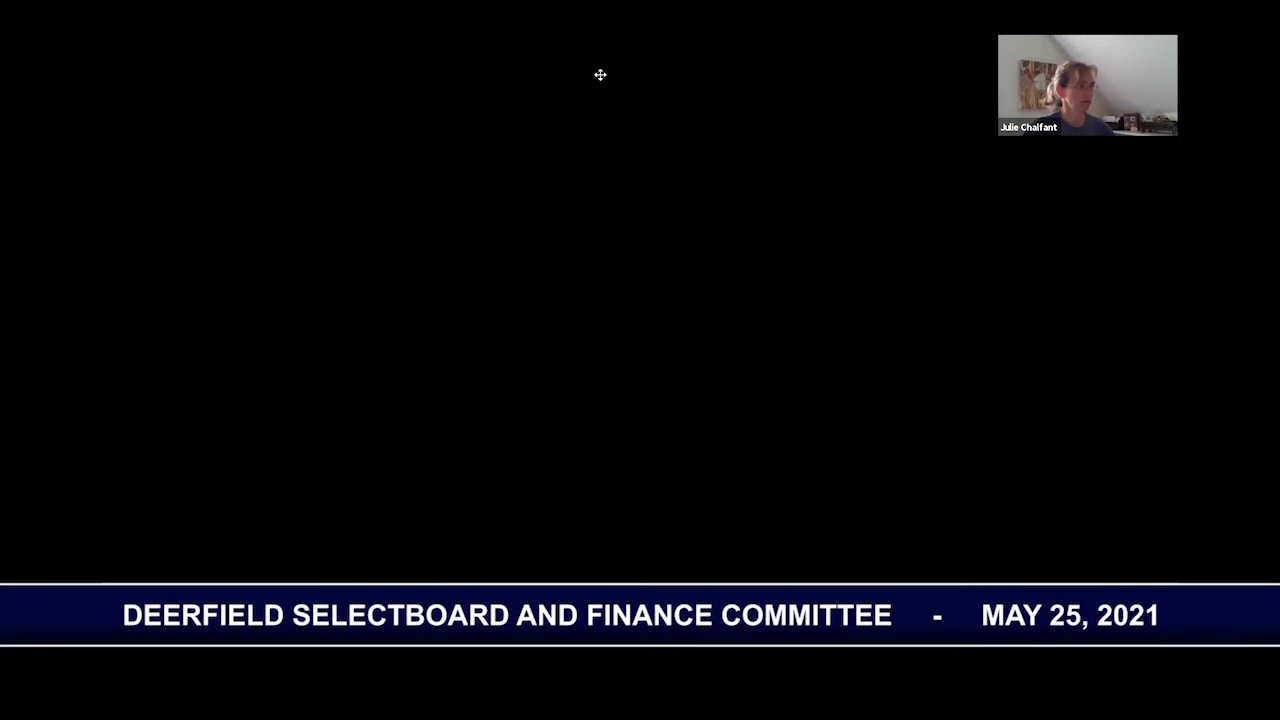 Julie Chalfant
DEERFIELD SELECTBOARD AND FINANCE COMMITTEE - MAY 25, 2021